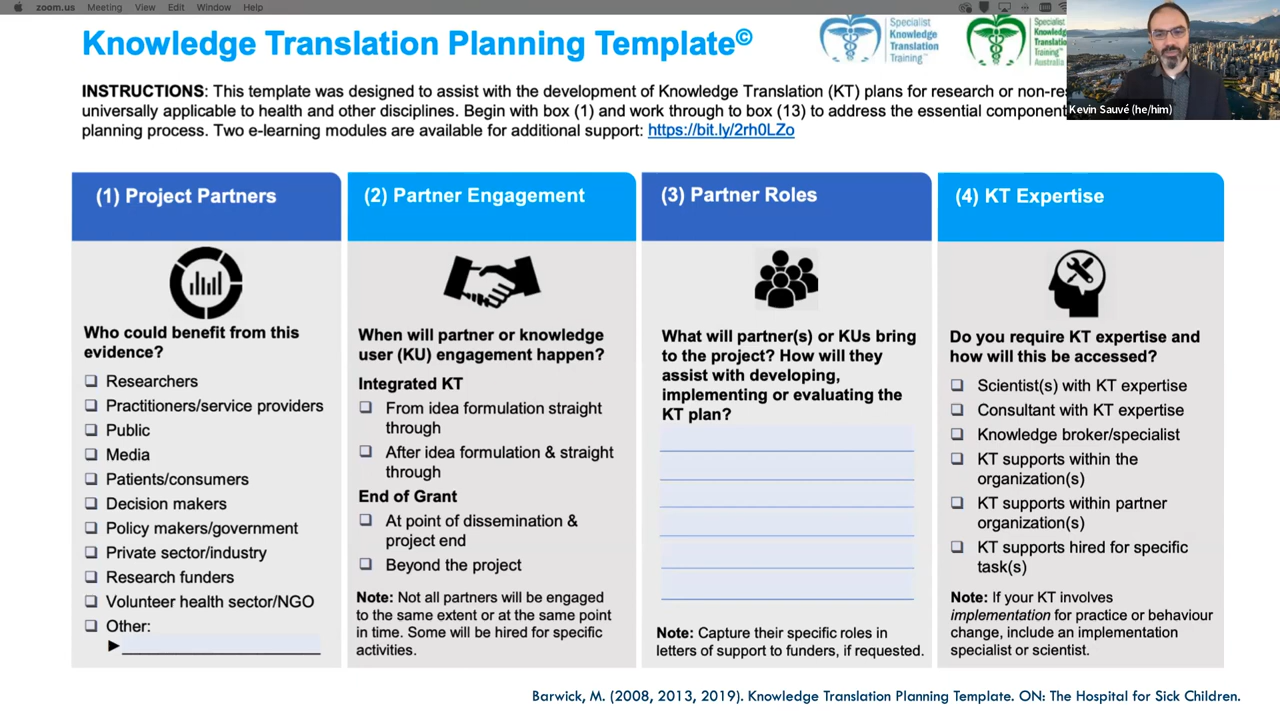 zoom.us Meeting View Edit Window Help
Knowledge Translation Planning Template©
Specialist
Knowledge
Translation
Training™
Specialist
Knowledge
Translation
Training™
Australia
INSTRUCTIONS: This template was designed to assist with the development of Knowledge Translation (KT) plans for research or non-res
universally applicable to health and other disciplines. Begin with box (1) and work through to box (13) to address the essential component
planning process. Two e-learning modules are available for additional support: https://bit.ly/2rh0LZo
Kevin Sauvé (he/him)
(1) Project Partners
Who could benefit from this
evidence?
Researchers
Practitioners/service providers
Public
Media
Patients/consumers
Decision makers
Policy makers/government
Private sector/industry
Research funders
Volunteer health sector/NGO
Other:
(2) Partner Engagement
When will partner or knowledge
user (KU) engagement happen?
Integrated KT
From idea formulation straight
through
After idea formulation & straight
through
End of Grant
At point of dissemination &
project end
Beyond the project
Note: Not all partners will be engaged
to the same extent or at the same point
in time. Some will be hired for specific
activities.
(3) Partner Roles
What will partner(s) or KUs bring
to the project? How will they
assist with developing,
implementing or evaluating the
KT plan?
Note: Capture their specific roles in
letters of support to funders, if requested.
(4) KT Expertise
Do you require KT expertise and
how will this be accessed?
Scientist(s) with KT expertise
Consultant with KT expertise
Knowledge broker/specialist
KT supports within the
organization(s)
KT supports within partner
organization(s)
KT supports hired for specific
task(s)
Note: If your KT involves
implementation for practice or behaviour
change, include an implementation
specialist or scientist.
Barwick, M. (2008, 2013, 2019). Knowledge Translation Planning Template. ON: The Hospital for Sick Children.